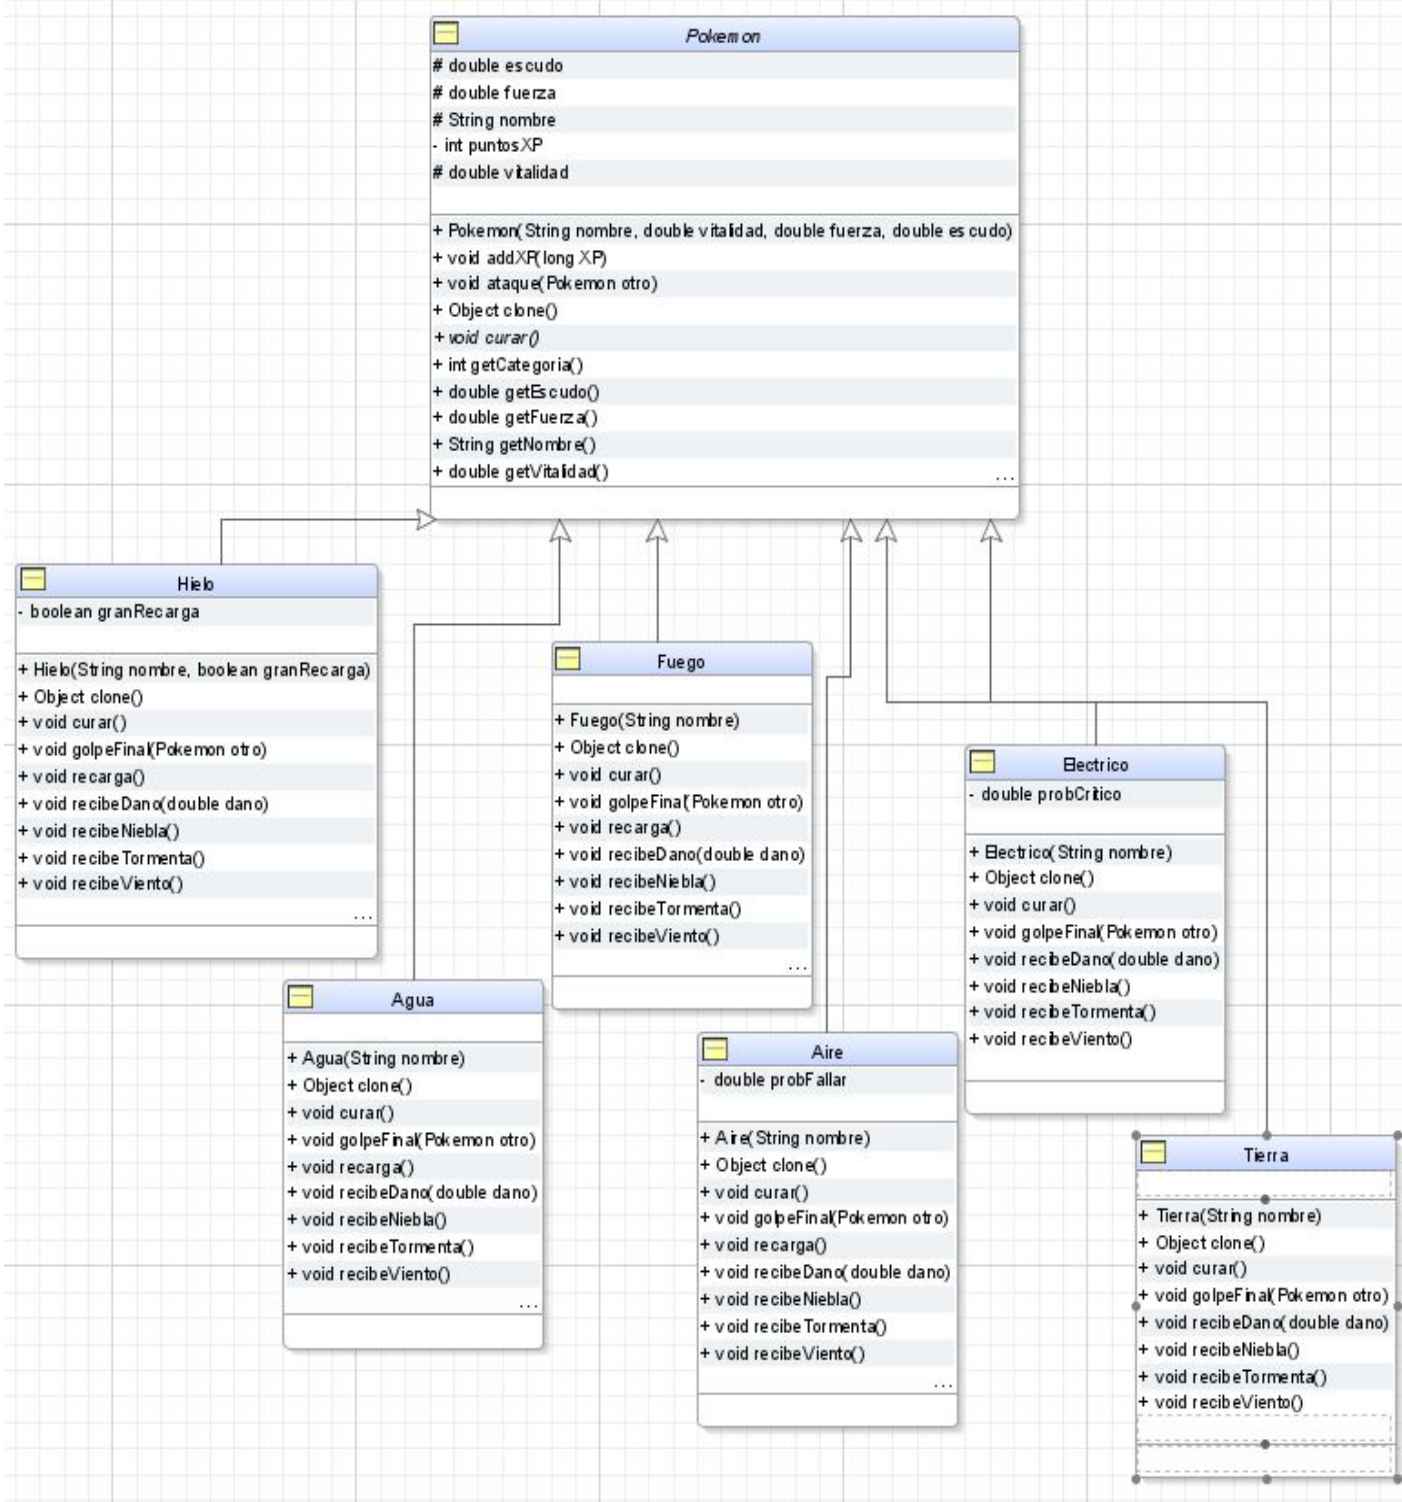 Pokemon
# double escudo
# double fuerza
# String nombre
- int puntosXP
# double vitalidad
+ Pokemon(String nombre, double vitalidad, double fuerza, double escudo)
+ void addXP(long XP)
+ void ataque(Pokemon otro)
+ Object clone()
+ void curar()
+ int getCategoria()
+ double getEscudo()
+ double getFuerza()
+ String getNombre()
+ double getVitalidad()
...
Hielo
- boolean granRecarga
+ Hielo(String nombre, boolean granRecarga)
+ Object clone()
+ void curar()
+ void golpeFinal(Pokemon otro)
+ void recarga()
+ void recibeDano(double dano)
+ void recibeNiebla()
+ void recibeTormenta()
+ void recibeViento()
...
Fuego
+ Fuego(String nombre)
+ Object clone()
+ void curar()
+ void golpeFinal(Pokemon otro)
+ void recarga()
+ void recibeDano(double dano)
+ void recibeNiebla()
+ void recibeTormenta()
+ void recibeViento()
...
Electrico
- double probCritico
+ Electrico(String nombre)
+ Object clone()
+ void curar()
+ void golpeFinal(Pokemon otro)
+ void recibeDano(double dano)
+ void recibeNiebla()
+ void recibeTormenta()
+ void recibeViento()
Agua
+ Agua(String nombre)
+ Object clone()
+ void curar()
+ void golpeFinal(Pokemon otro)
+ void recarga()
+ void recibeDano(double dano)
+ void recibeNiebla()
+ void recibeTormenta()
+ void recibeViento()
...
Aire
- double probFallar
+ Aire(String nombre)
+ Object clone()
+ void curar()
+ void golpeFinal(Pokemon otro)
+ void recarga()
+ void recibeDano(double dano)
+ void recibeNiebla()
+ void recibeTormenta()
+ void recibeViento()
...
Tierra
+ Tierra(String nombre)
+ Object clone()
+ void curar()
+ void golpeFinal(Pokemon otro)
+ void recibeDano(double dano)
+ void recibeNiebla()
+ void recibeTormenta()
+ void recibeViento()